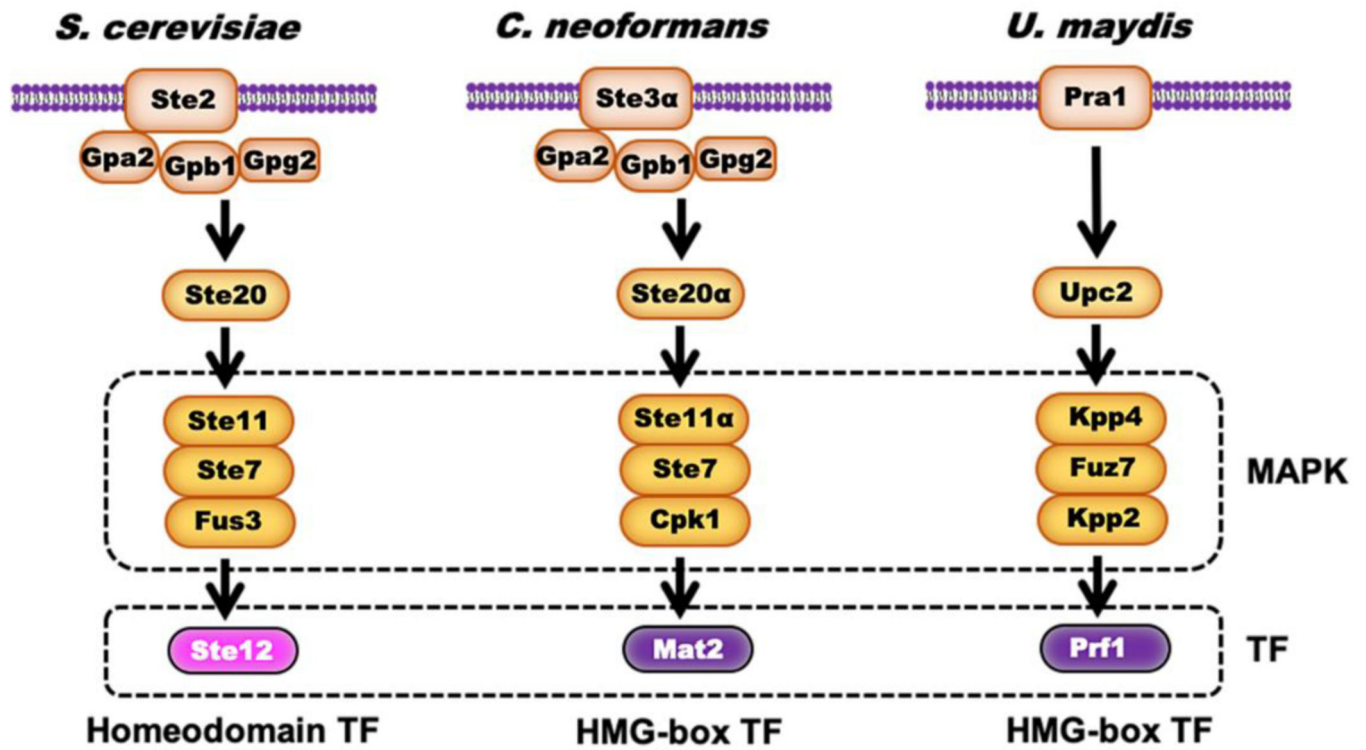 S. cerevisiae
C. neoformans
U. maydis
Ste2
Ste3α
Pra1
Gpa2 Gpb1 Gpg2
Gpa2 Gpb1 Gpg2
Ste20
Ste20α
Upc2
Ste11
Ste11α
Kpp4
Ste7
Ste7
Fuz7
MAPK
Fus3
Cpk1
Kpp2
Ste12
Mat2
Prf1
TF
Homeodomain TF
HMG-box TF
HMG-box TF